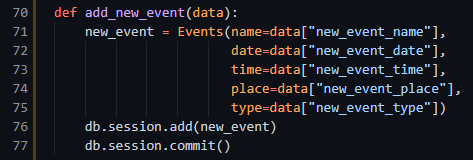 70 def add_new_event(data):
71     new_event = Events(name=data["new_event_name"],
72                        date=data["new_event_date"],
73                        time=data["new_event_time"],
74                        place=data["new_event_place"],
75                        type=data["new_event_type"])
76     db.session.add(new_event)
77     db.session.commit()